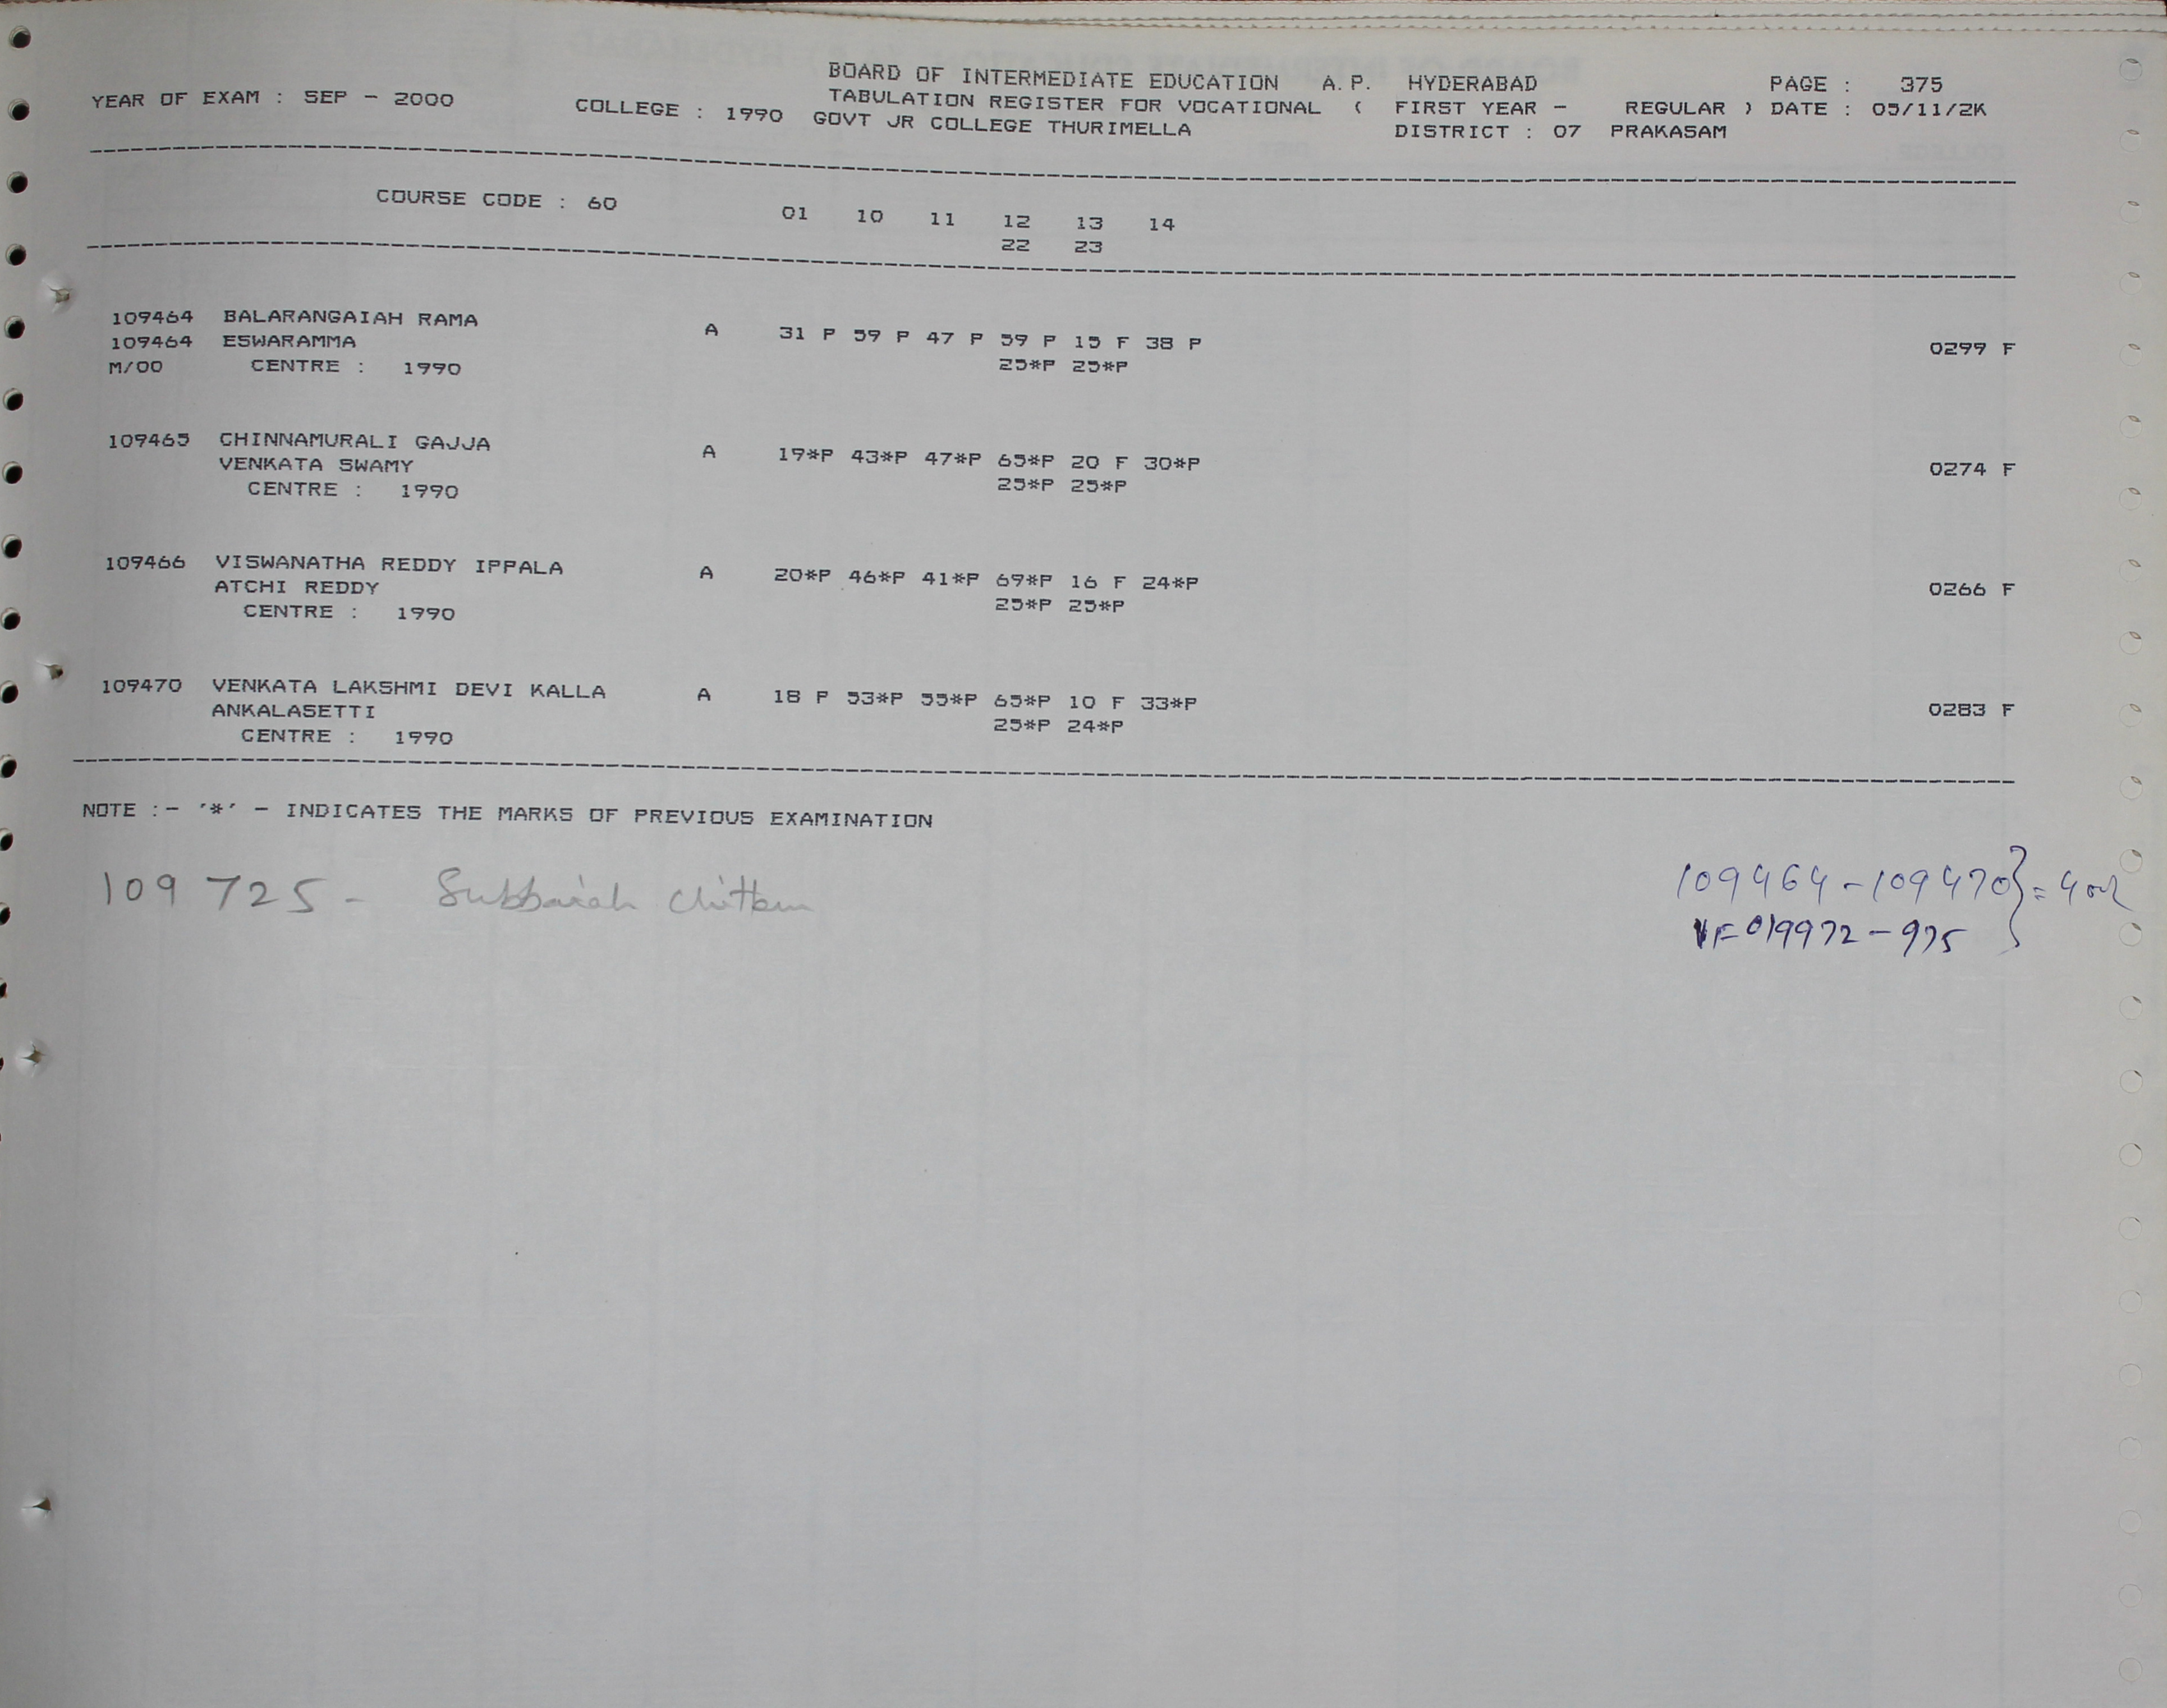 BOARD OF INTERMEDIATE EDUCATION A.P. HYDERABAD PAGE : 375
YEAR OF EXAM : SEP - 2000 TABULATION REGISTER FOR VOCATIONAL ( FIRST YEAR - REGULAR ) DATE : 05/11/2K
COLLEGE : 1990 GOVT JR COLLEGE THURIMELLA DISTRICT : 07 PRAKASAM
COURSE CODE : 60 01 10 11 12 13 14
22 23
109464 BALARANGAIAH RAMA A 31 P 59 P 47 P 59 P 15 F 38 P 0299 F
109464 ESWARAMMA 25*P 25*P
M/00 CENTRE : 1990
109465 CHINNAMURALI GAJJA A 19*P 43*P 47*P 65*P 20 F 30*P 0274 F
VENKATA SWAMY 25*P 25*P
CENTRE : 1990
109466 VISWANATHA REDDY IPPALA A 20*P 46*P 41*P 69*P 16 F 24*P 0266 F
ATCHI REDDY 25*P 25*P
CENTRE : 1990
109470 VENKATA LAKSHMI DEVI KALLA A 18 P 53*P 55*P 65*P 10 F 33*P 0283 F
ANKALASETTI 25*P 24*P
CENTRE : 1990
NOTE :- '*' - INDICATES THE MARKS OF PREVIOUS EXAMINATION
109725 - Subbaiah
109464 - 109470 } = 4
VF 019972 - 975